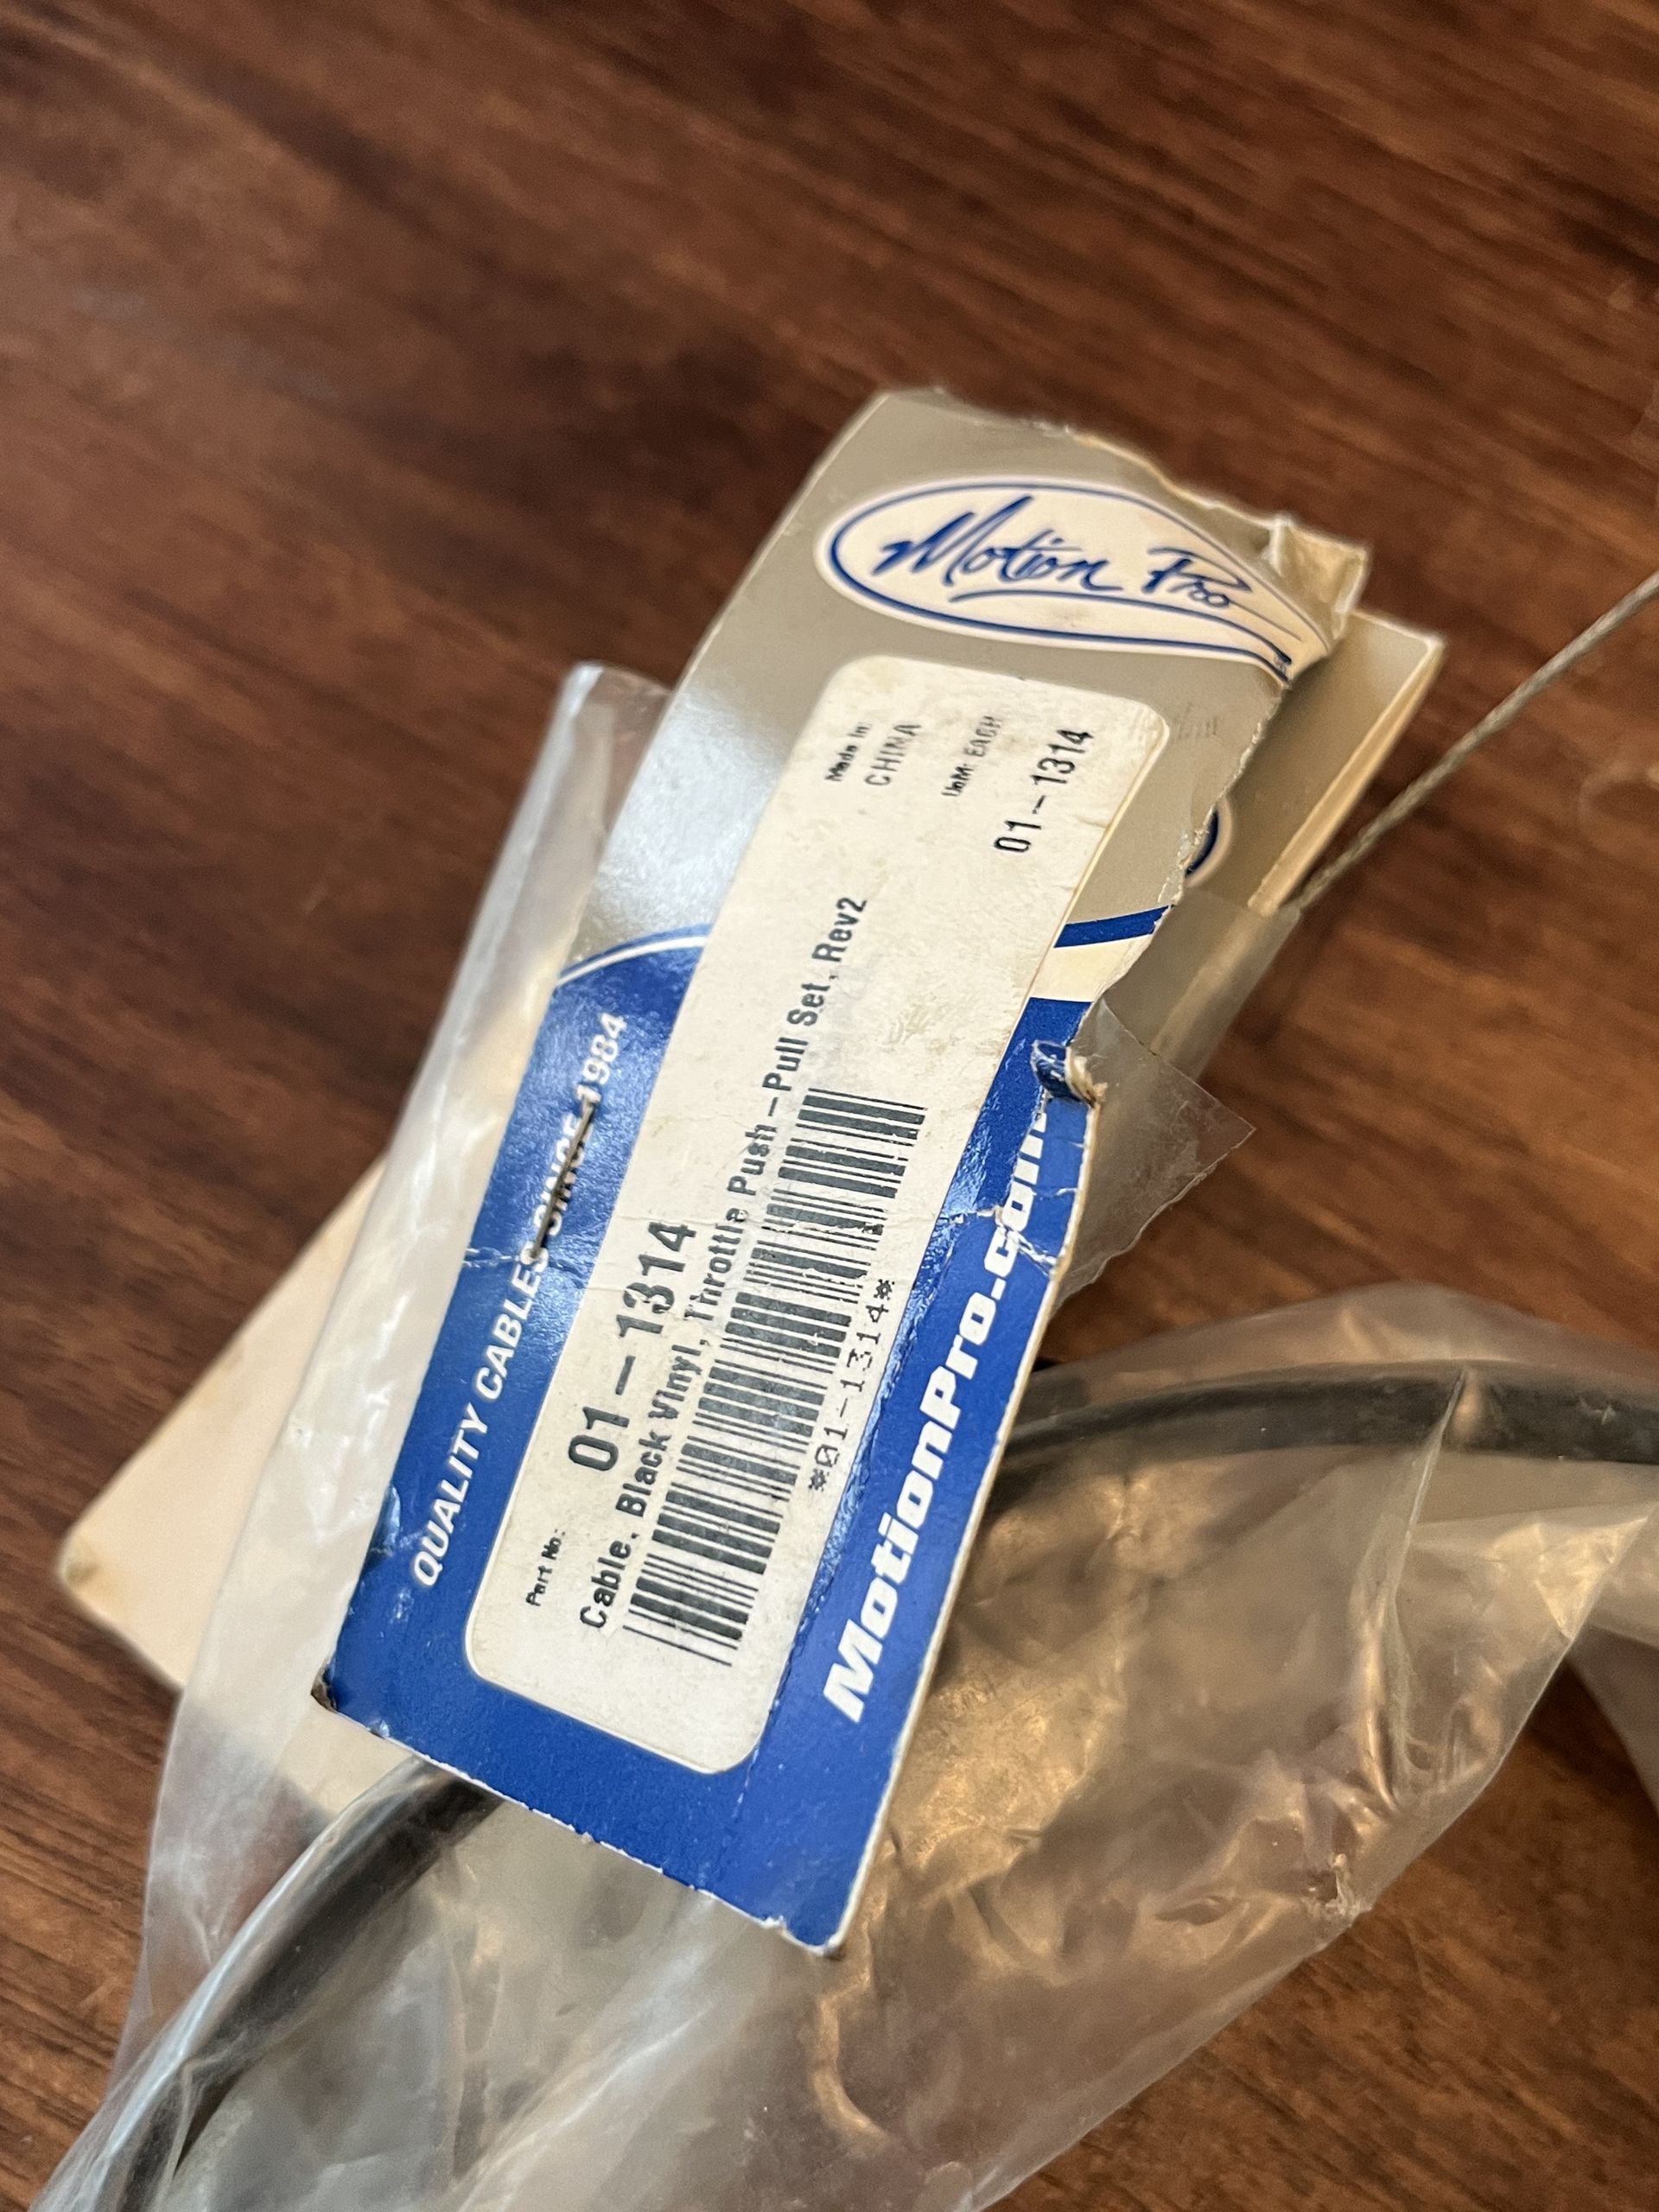 Motion Pro
QUALITY CABLES SINCE 1984
Made in:
CHINA
UoM: EACH
01-1314
Part No:
01-1314
Cable, Black Vinyl, Throttle Push-Pull Set, Rev2
*01-1314*
MotionPro.com